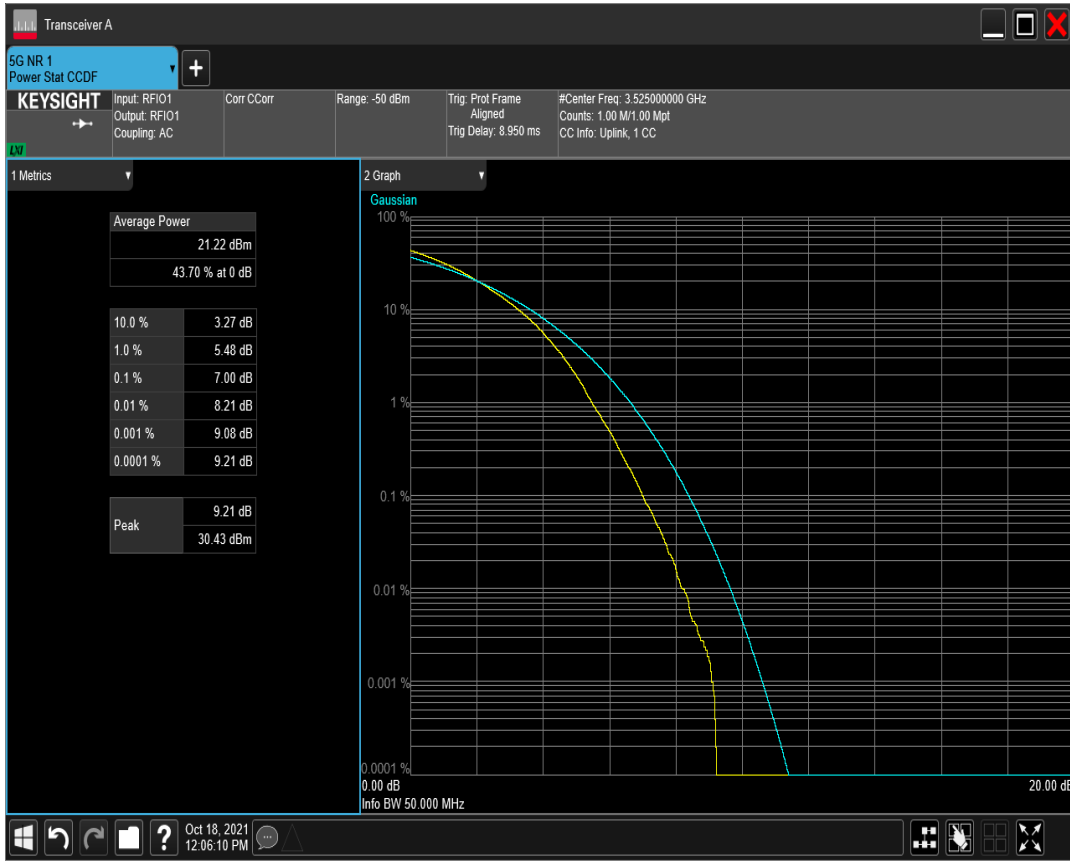 Transceiver A
5G NR 1
Power Stat CCDF
KEYSIGHT
LXI
Input: RFIO1
Output: RFIO1
Coupling: AC
Corr CCorr
Range: -50 dBm
Trig: Prot Frame
Aligned
Trig Delay: 8.950 ms
#Center Freq: 3.525000000 GHz
Counts: 1.00 M/1.00 Mpt
CC Info: Uplink, 1 CC
1 Metrics
Average Power
21.22 dBm
43.70 % at 0 dB
10.0 % 3.27 dB
1.0 % 5.48 dB
0.1 % 7.00 dB
0.01 % 8.21 dB
0.001 % 9.08 dB
0.0001 % 9.21 dB
Peak
9.21 dB
30.43 dBm
2 Graph
Gaussian
100 %
10 %
1 %
0.1 %
0.01 %
0.001 %
0.0001 %
0.00 dB 20.00 dB
Info BW 50.000 MHz
? Oct 18, 2021
12:06:10 PM